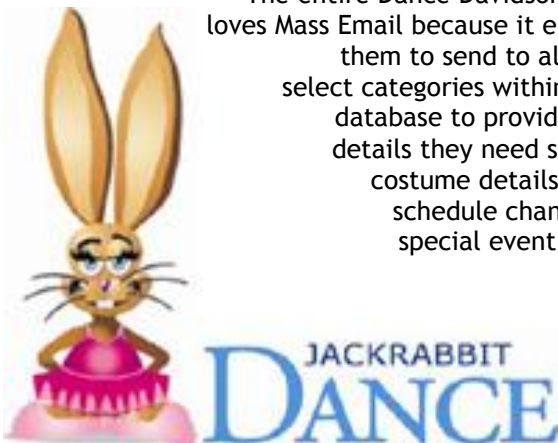 The entire Dance Davidson
loves Mass Email because it e
them to send to al
select categories within
database to provid
details they need s
costume details
schedule chan
special event
JACKRABBIT
DANCE